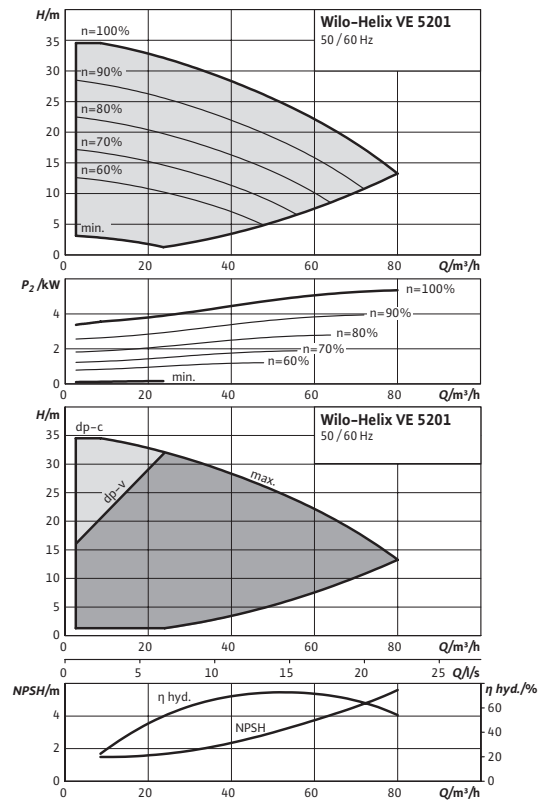 H/m
Wilo-Helix VE 5201
50 / 60 Hz
n=100%
35
30
n=90%
25
n=80%
20
n=70%
15
n=60%
10
5
min.
0
0 20 40 60 80 Q/m³/h
P2 /kW
n=100%
4
n=90%
n=80%
2
n=70%
n=60%
min.
0
0 20 40 60 80 Q/m³/h
H/m
Wilo-Helix VE 5201
50 / 60 Hz
dp-c
35
30
max.
dp-v
25
20
15
10
5
0
0 20 40 60 80 Q/m³/h
0 5 10 15 20 25 Q/l/s
NPSH/m
η hyd./%
η hyd.
60
4
NPSH
40
2
20
0
0
0 20 40 60 80 Q/m³/h